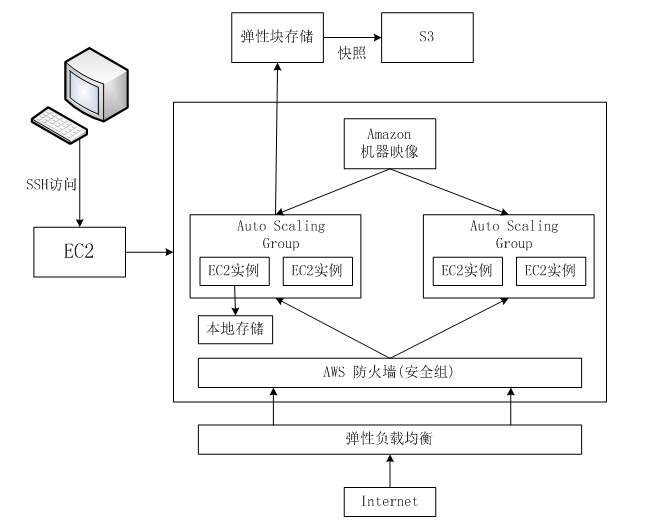 弹性块存储
快照
S3
Amazon
机器映像
SSH访问
EC2
Auto Scaling
Group
EC2实例
EC2实例
Auto Scaling
Group
EC2实例
EC2实例
本地存储
AWS 防火墙(安全组)
弹性负载均衡
Internet